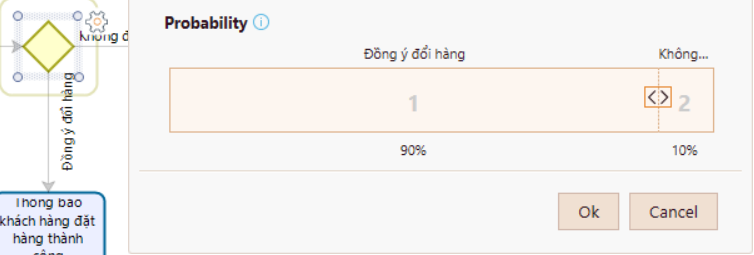 Probability
không đ
Đồng ý đổi hàng
Không...
1
2
90%
10%
Đồng ý đổi hàng
Ok
Cancel
Thông báo
khách hàng đặt
hàng thành
công